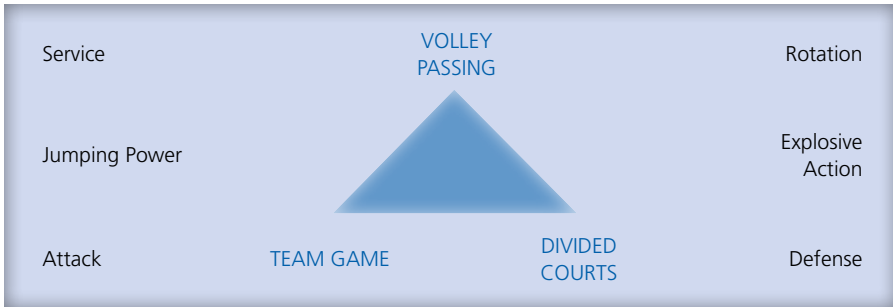 Service
VOLLEY
PASSING
Rotation
Jumping Power
Explosive
Action
Attack
TEAM GAME
DIVIDED
COURTS
Defense